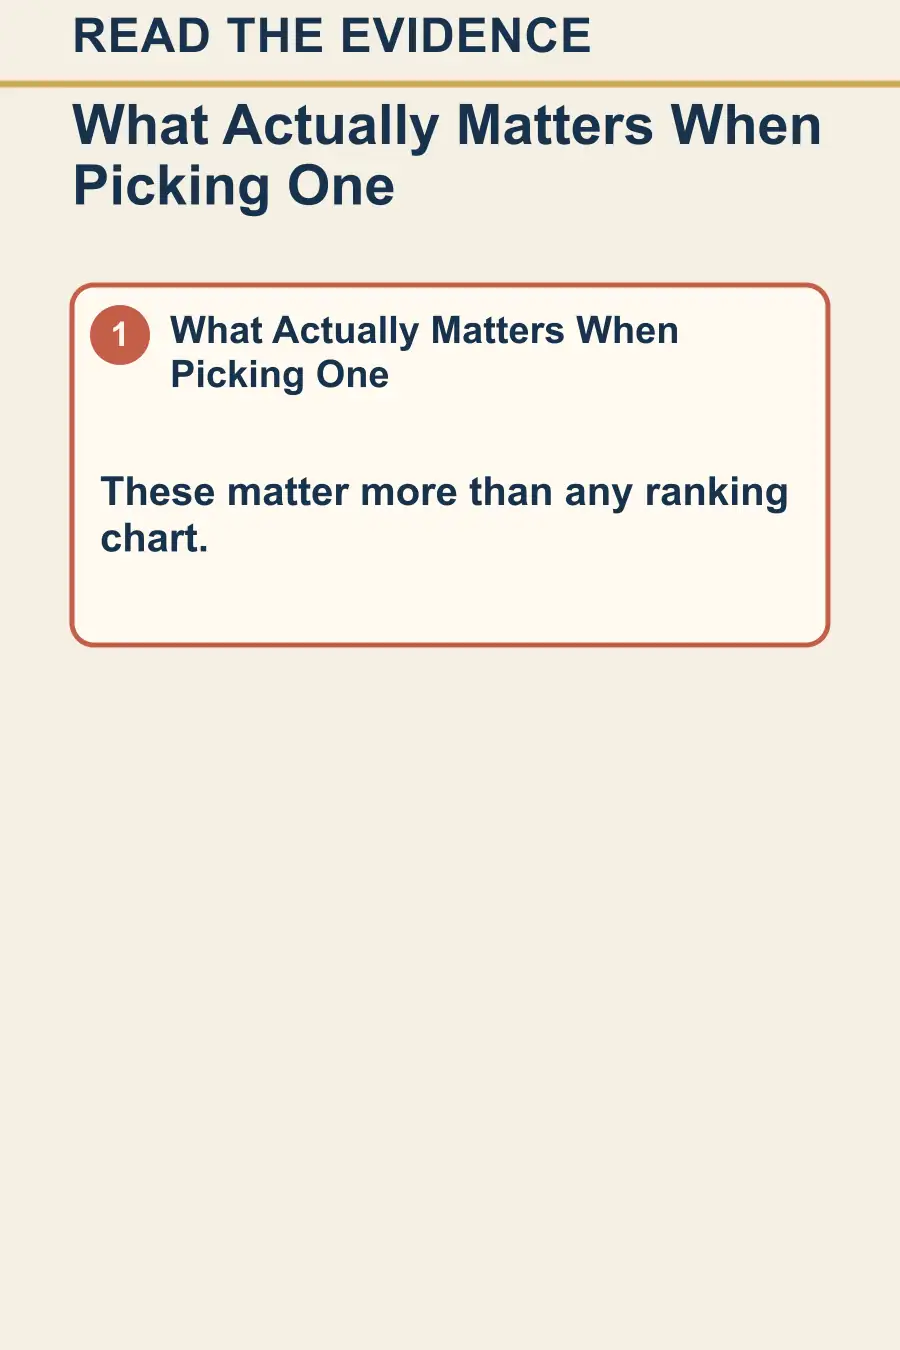 READ THE EVIDENCE
What Actually Matters When
Picking One
1
What Actually Matters When
Picking One
These matter more than any ranking
chart.